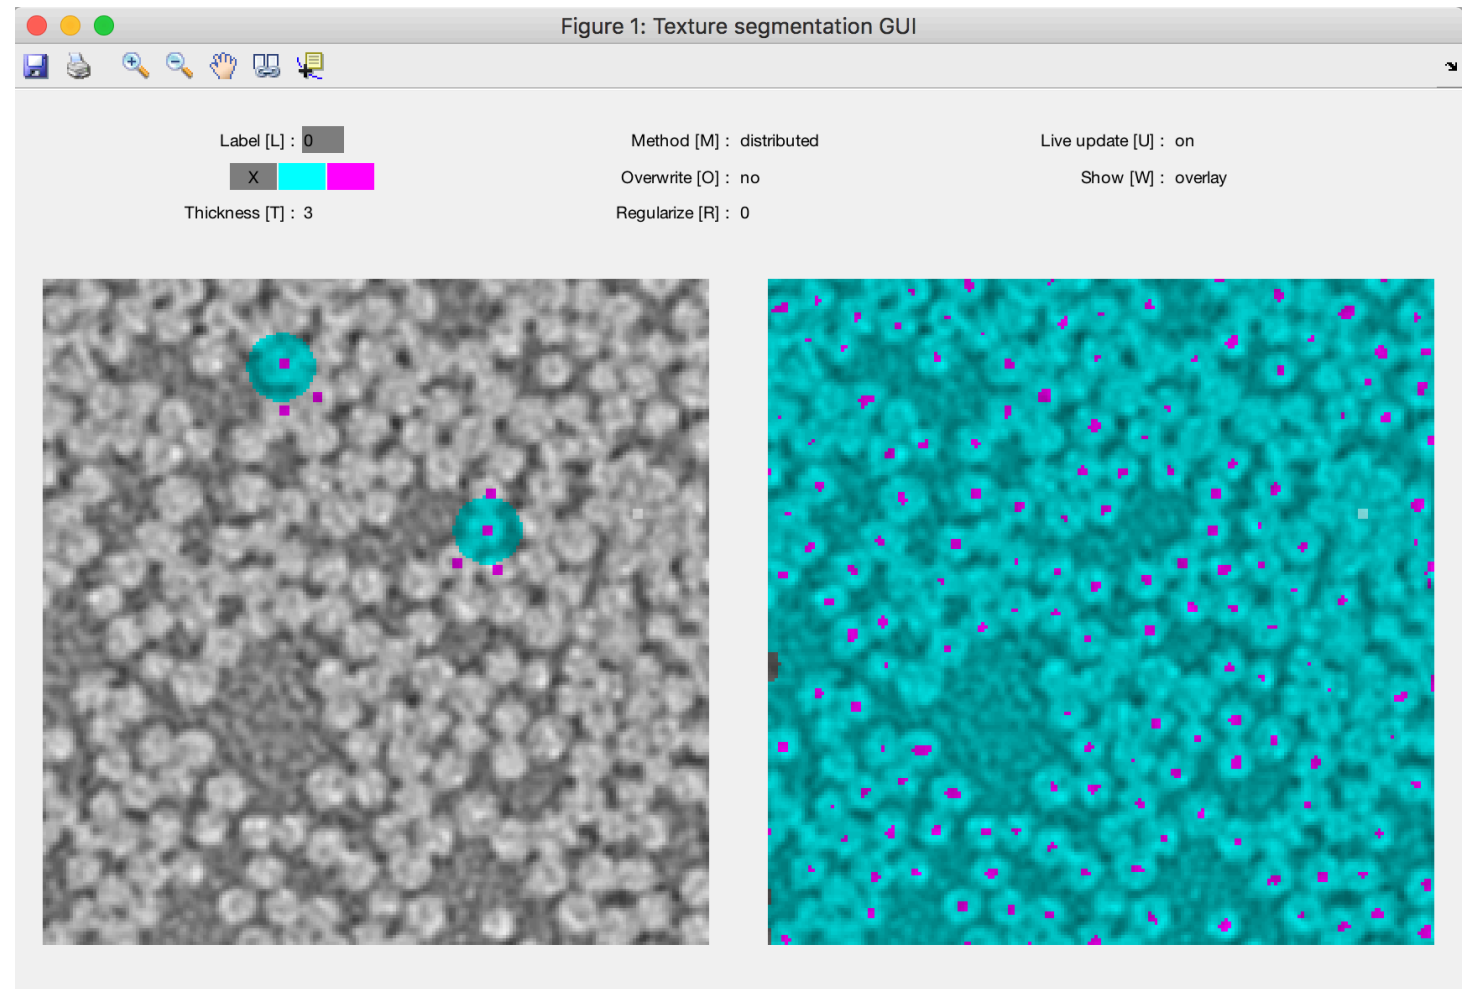 Figure 1: Texture segmentation GUI
Label [L] : 0 Method [M] : distributed Live update [U] : on
X Overwrite [O] : no Show [W] : overlay
Thickness [T] : 3 Regularize [R] : 0